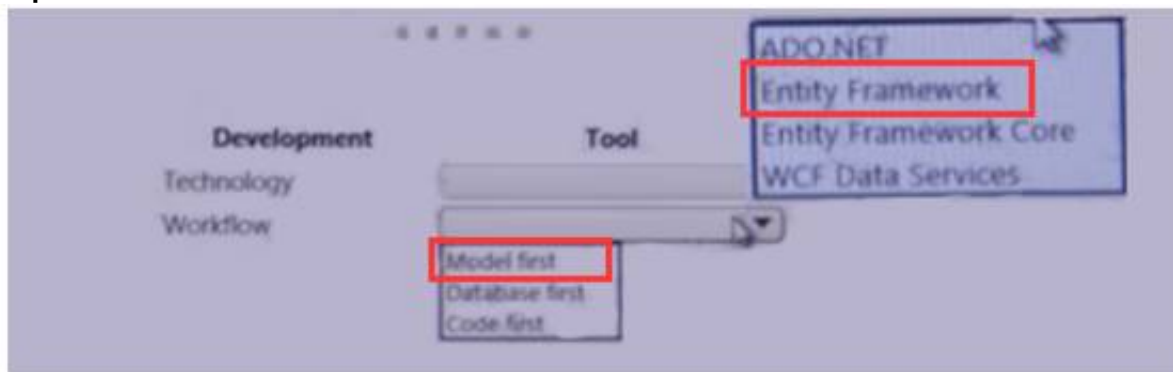 ADO.NET
Entity Framework
Entity Framework Core
WCF Data Services
Development Tool
Technology
Workflow
Model first
Database first
Code first